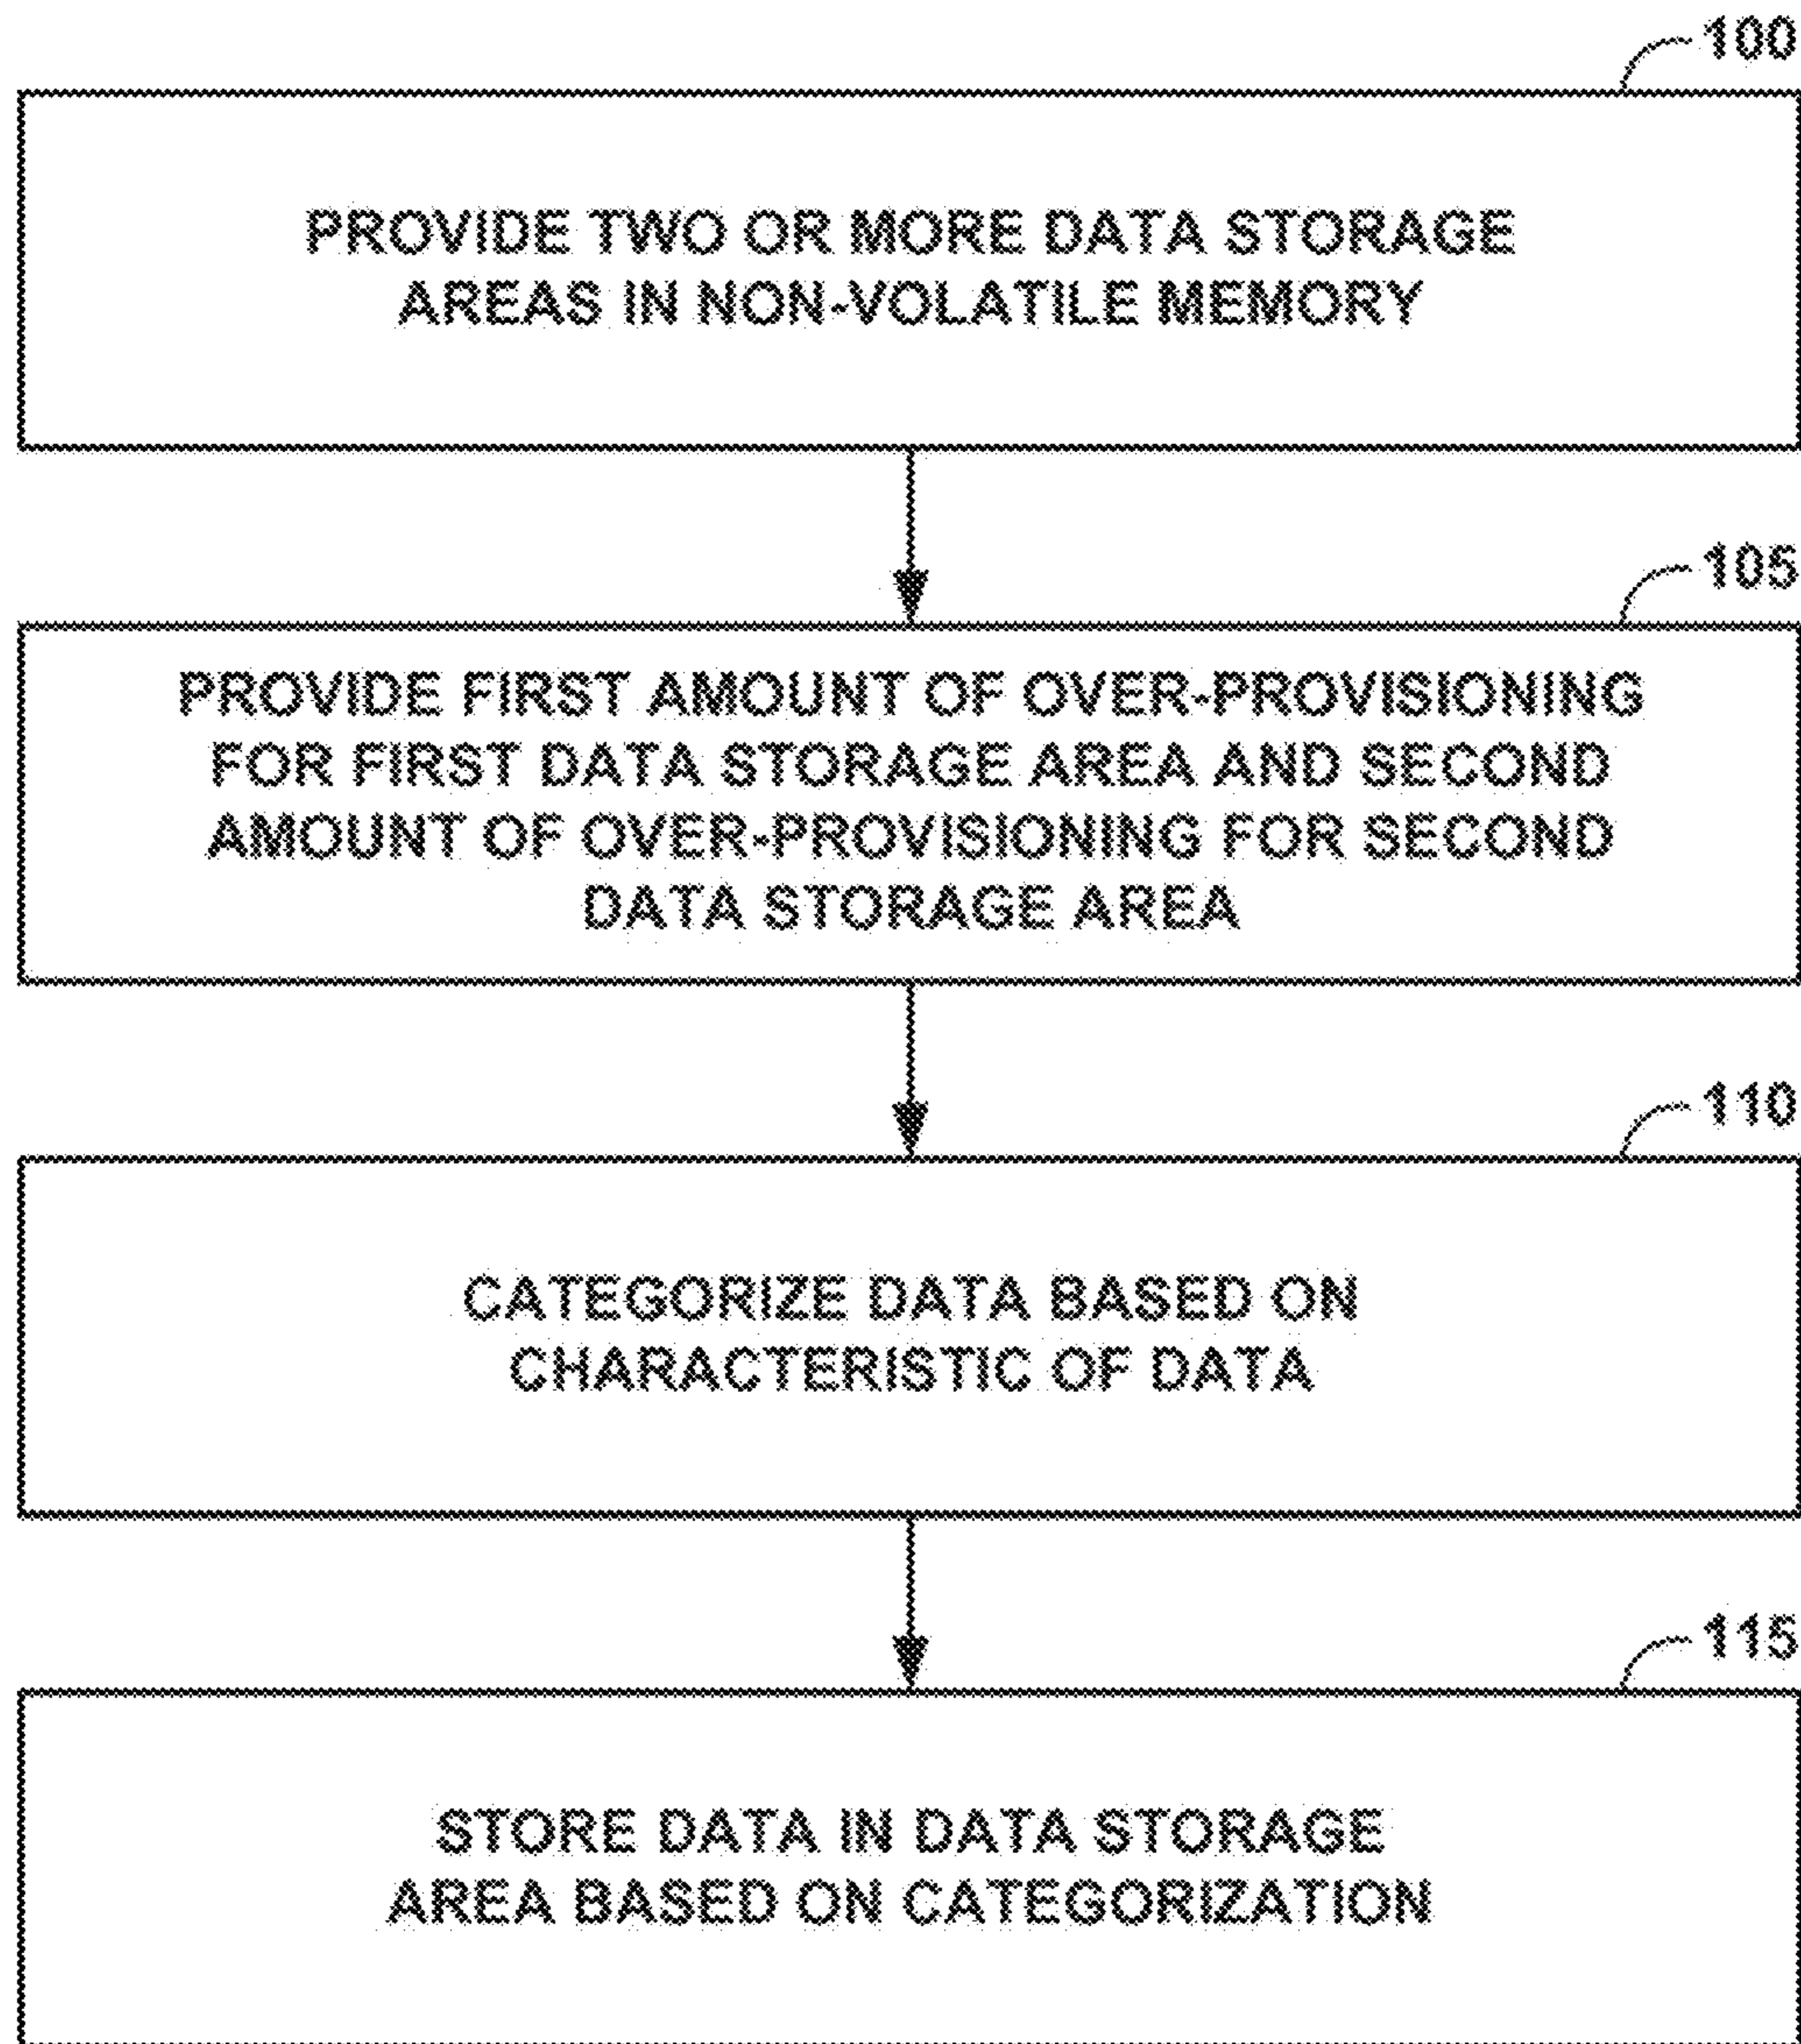 100
PROVIDE TWO OR MORE DATA STORAGE
AREAS IN NON-VOLATILE MEMORY
105
PROVIDE FIRST AMOUNT OF OVER-PROVISIONING
FOR FIRST DATA STORAGE AREA AND SECOND
AMOUNT OF OVER-PROVISIONING FOR SECOND
DATA STORAGE AREA
110
CATEGORIZE DATA BASED ON
CHARACTERISTIC OF DATA
115
STORE DATA IN DATA STORAGE
AREA BASED ON CATEGORIZATION